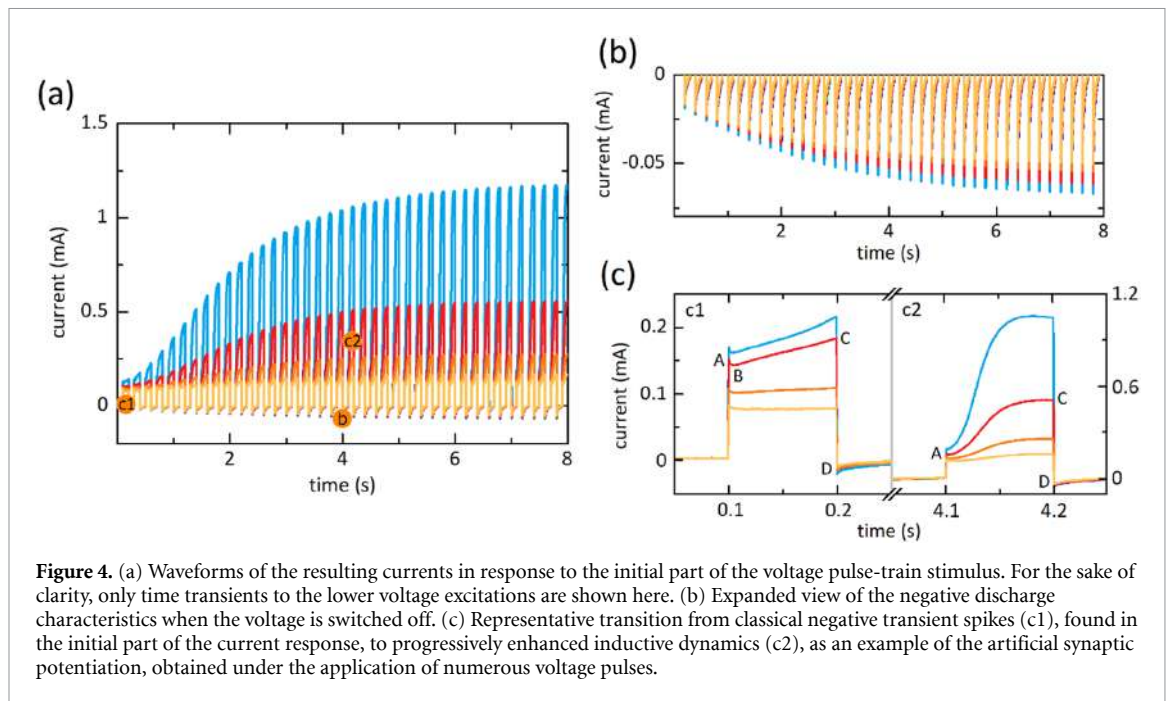 (a)
1.5
1
0.5
0
current (mA)
c1
c2
b
2
4
6
8
time (s)
(b)
0
-0.05
current (mA)
2
4
6
8
time (s)
(c)
c1
c2
0.2
0.1
0
current (mA)
A
B
C
D
A
C
D
1.2
0.6
0
0.1
0.2
4.1
4.2
time (s)
Figure 4. (a) Waveforms of the resulting currents in response to the initial part of the voltage pulse-train stimulus. For the sake of
clarity, only time transients to the lower voltage excitations are shown here. (b) Expanded view of the negative discharge
characteristics when the voltage is switched off. (c) Representative transition from classical negative transient spikes (c1), found in
the initial part of the current response, to progressively enhanced inductive dynamics (c2), as an example of the artificial synaptic
potentiation, obtained under the application of numerous voltage pulses.